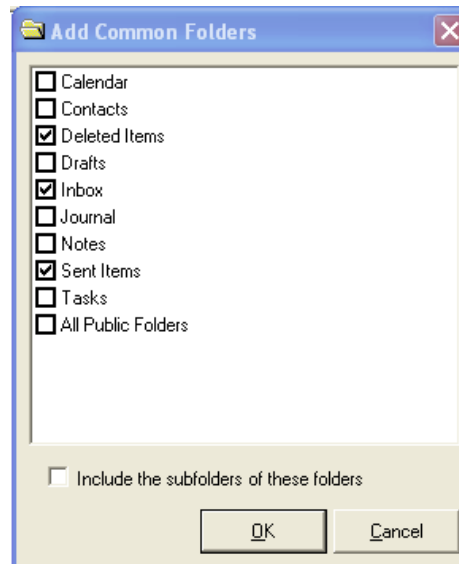 Add Common Folders
Calendar
Contacts
Deleted Items
Drafts
Inbox
Journal
Notes
Sent Items
Tasks
All Public Folders
Include the subfolders of these folders
OK
Cancel